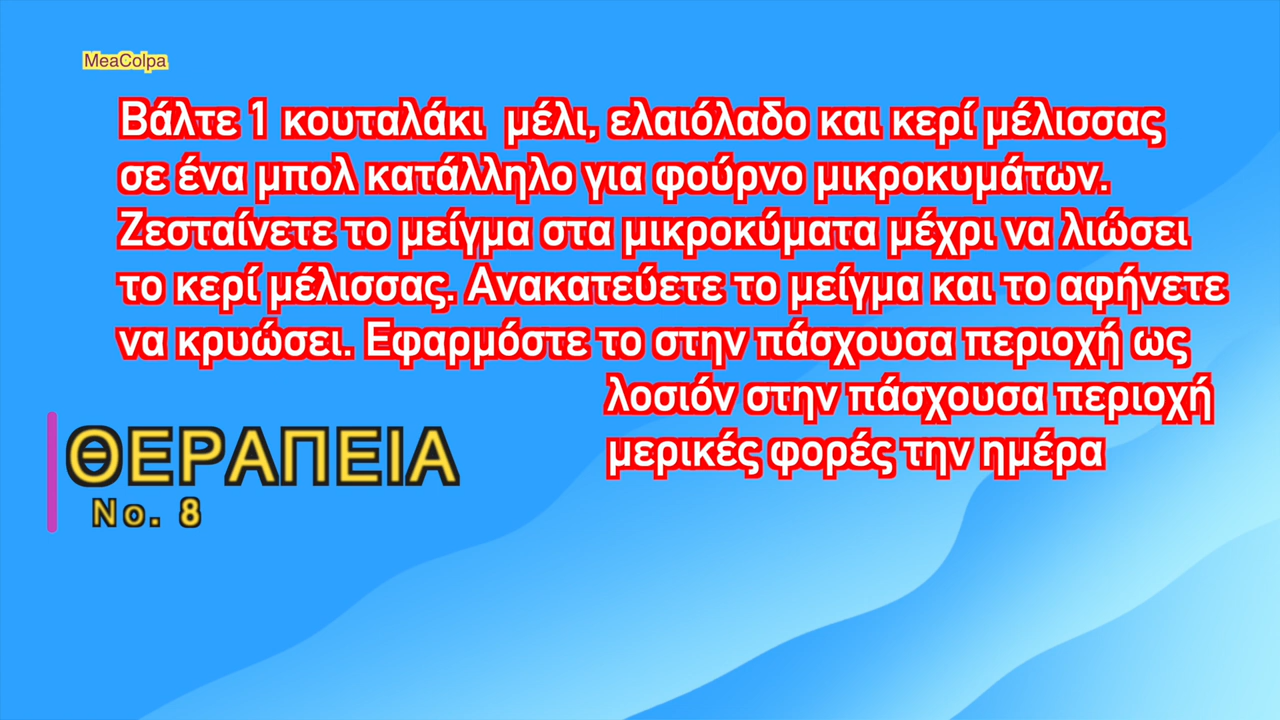 MeaColpa
Βάλτε 1 κουταλάκι μέλι, ελαιόλαδο και κερί μέλισσας
σε ένα μπολ κατάλληλο για φούρνο μικροκυμάτων.
Ζεσταίνετε το μείγμα στα μικροκύματα μέχρι να λιώσει
το κερί μέλισσας. Ανακατεύετε το μείγμα και το αφήνετε
να κρυώσει. Εφαρμόστε το στην πάσχουσα περιοχή ως
λοσιόν στην πάσχουσα περιοχή
μερικές φορές την ημέρα
ΘΕΡΑΠΕΙΑ
No. 8